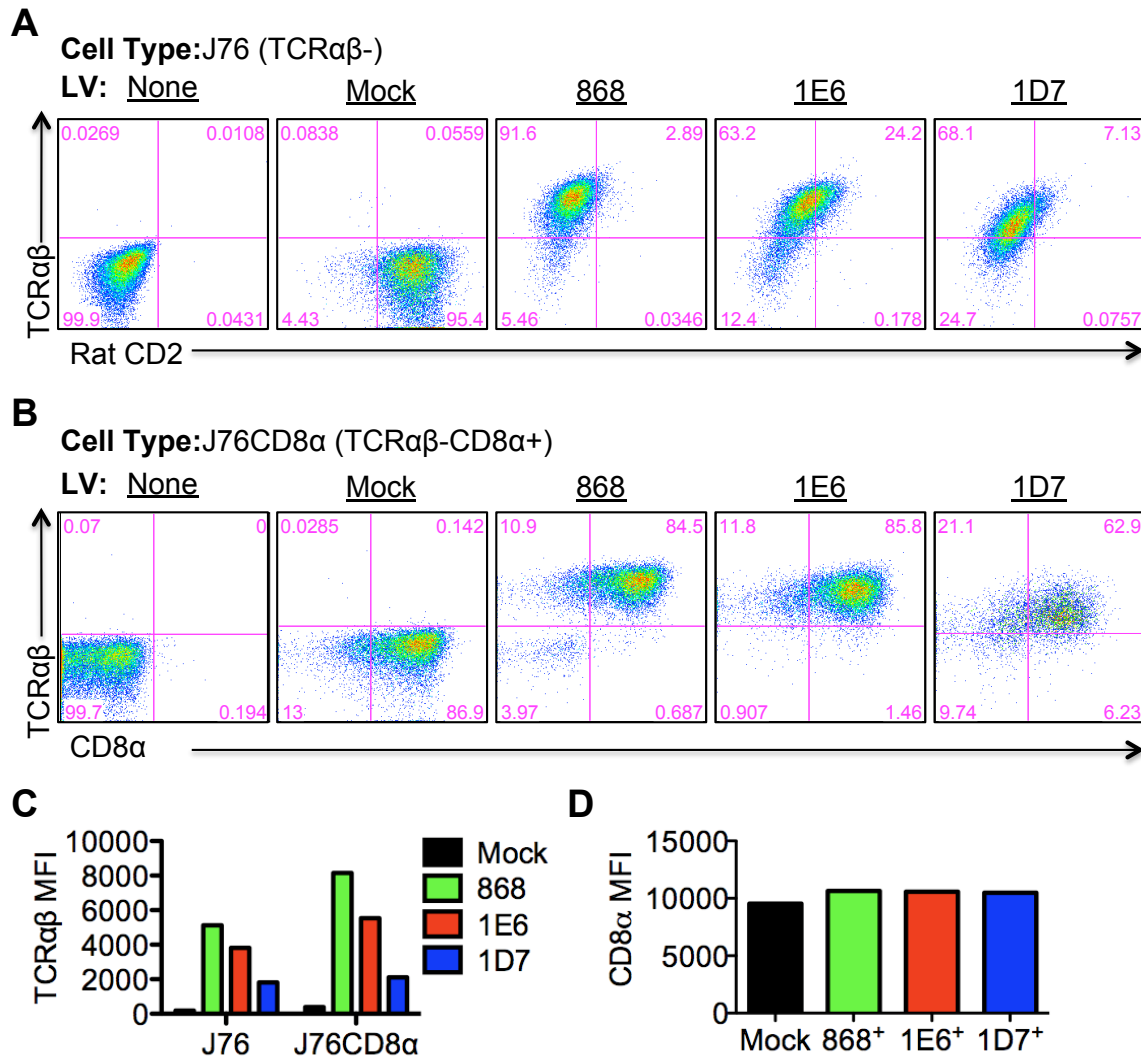 A
Cell Type:J76 (TCRαβ-)
LV: None Mock 868 1E6 1D7
0.0269 0.0108 0.0838 0.0559 91.6 2.89 63.2 24.2 68.1 7.13
TCRαβ
99.9 0.0431 4.43 95.4 5.46 0.0346 12.4 0.178 24.7 0.0757
Rat CD2
B
Cell Type:J76CD8α (TCRαβ-CD8α+)
LV: None Mock 868 1E6 1D7
0.07 0 0.0285 0.142 10.9 84.5 11.8 85.8 21.1 62.9
TCRαβ
99.7 0.194 13 86.9 3.97 0.687 0.907 1.46 9.74 6.23
CD8α
C
TCRαβ MFI
10000
8000
6000
4000
2000
0
J76 J76CD8α
Mock
868
1E6
1D7
D
CD8α MFI
15000
10000
5000
0
Mock 868+ 1E6+ 1D7+